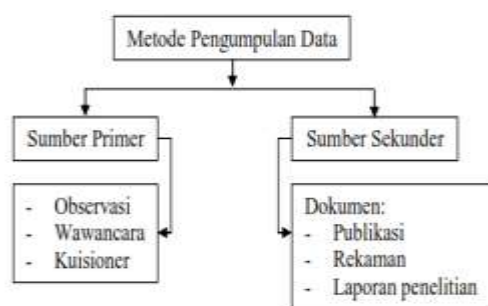 Metode Pengumpulan Data
Sumber Primer
Sumber Sekunder
- Observasi
- Wawancara
- Kuisioner
Dokumen:
- Publikasi
- Rekaman
- Laporan penelitian